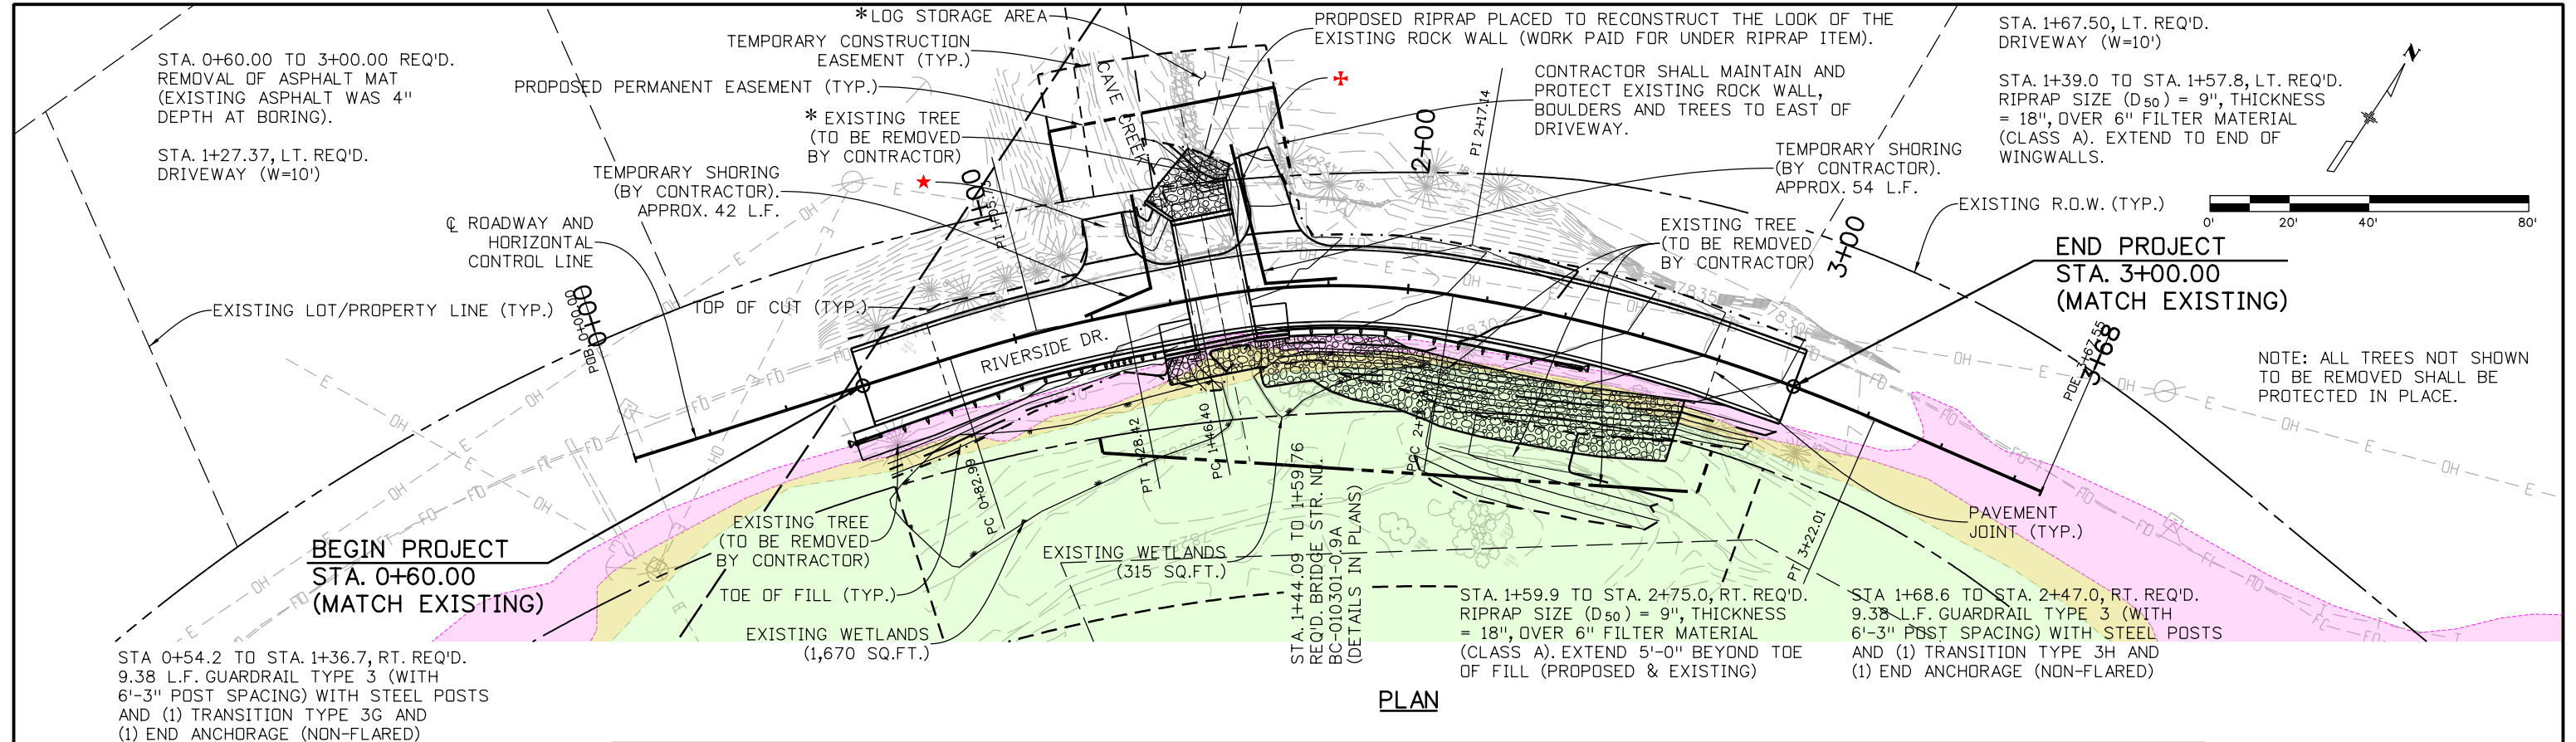 STA. 0+60.00 TO 3+00.00 REQ'D.
REMOVAL OF ASPHALT MAT
(EXISTING ASPHALT WAS 4"
DEPTH AT BORING).
STA. 1+27.37, LT. REQ'D.
DRIVEWAY (W=10')
*LOG STORAGE AREA
TEMPORARY CONSTRUCTION
EASEMENT (TYP.)
PROPOSED PERMANENT EASEMENT (TYP.)
*EXISTING TREE
(TO BE REMOVED
BY CONTRACTOR)
TEMPORARY SHORING
(BY CONTRACTOR).
APPROX. 42 L.F.
℄ ROADWAY AND
HORIZONTAL
CONTROL LINE
EXISTING LOT/PROPERTY LINE (TYP.)
TOP OF CUT (TYP.)
CAVE CREEK
PROPOSED RIPRAP PLACED TO RECONSTRUCT THE LOOK OF THE
EXISTING ROCK WALL (WORK PAID FOR UNDER RIPRAP ITEM).
CONTRACTOR SHALL MAINTAIN AND
PROTECT EXISTING ROCK WALL,
BOULDERS AND TREES TO EAST OF
DRIVEWAY.
TEMPORARY SHORING
(BY CONTRACTOR).
APPROX. 54 L.F.
EXISTING TREE
(TO BE REMOVED
BY CONTRACTOR)
STA. 1+67.50, LT. REQ'D.
DRIVEWAY (W=10')
STA. 1+39.0 TO STA. 1+57.8, LT. REQ'D.
RIPRAP SIZE (D50) = 9", THICKNESS
= 18", OVER 6" FILTER MATERIAL
(CLASS A). EXTEND TO END OF
WINGWALLS.
N
0' 20' 40' 80'
EXISTING R.O.W. (TYP.)
END PROJECT
STA. 3+00.00
(MATCH EXISTING)
NOTE: ALL TREES NOT SHOWN
TO BE REMOVED SHALL BE
PROTECTED IN PLACE.
0+00
1+00
2+00
3+00
3+68
PI 2+17.14
RIVERSIDE DR.
7835
7830
7830
PC 0+82.99
PT 1+28.42
PC 1+46.40
PT 3+22.01
BEGIN PROJECT
STA. 0+60.00
(MATCH EXISTING)
EXISTING TREE
(TO BE REMOVED
BY CONTRACTOR)
TOE OF FILL (TYP.)
EXISTING WETLANDS
(1,670 SQ.FT.)
EXISTING WETLANDS
(315 SQ.FT.)
STA. 1+44.09 TO 1+59.76
REQ'D. BRIDGE STR. NO.
BC-010301-0.9A
(DETAILS IN PLANS)
PAVEMENT
JOINT (TYP.)
STA. 1+59.9 TO STA. 2+75.0, RT. REQ'D.
RIPRAP SIZE (D50) = 9", THICKNESS
= 18", OVER 6" FILTER MATERIAL
(CLASS A). EXTEND 5'-0" BEYOND TOE
OF FILL (PROPOSED & EXISTING)
STA 1+68.6 TO STA. 2+47.0, RT. REQ'D.
9.38 L.F. GUARDRAIL TYPE 3 (WITH
6'-3" POST SPACING) WITH STEEL POSTS
AND (1) TRANSITION TYPE 3H AND
(1) END ANCHORAGE (NON-FLARED)
STA 0+54.2 TO STA. 1+36.7, RT. REQ'D.
9.38 L.F. GUARDRAIL TYPE 3 (WITH
6'-3" POST SPACING) WITH STEEL POSTS
AND (1) TRANSITION TYPE 3G AND
(1) END ANCHORAGE (NON-FLARED)
PLAN